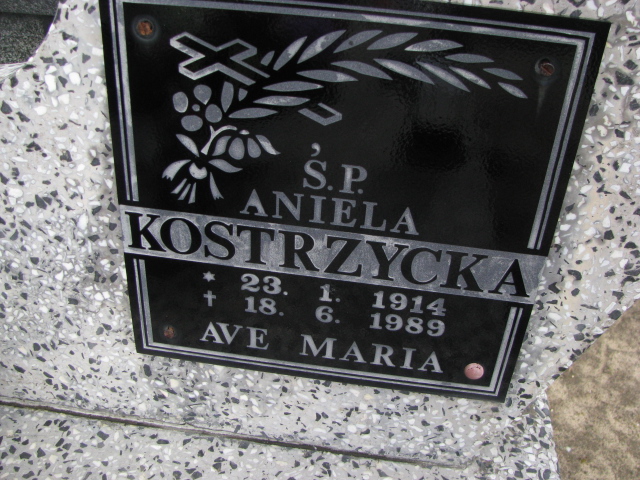 Ś.P.
ANIELA
KOSTRZYCKA
* 23. 1. 1914
† 18. 6. 1989
AVE MARIA